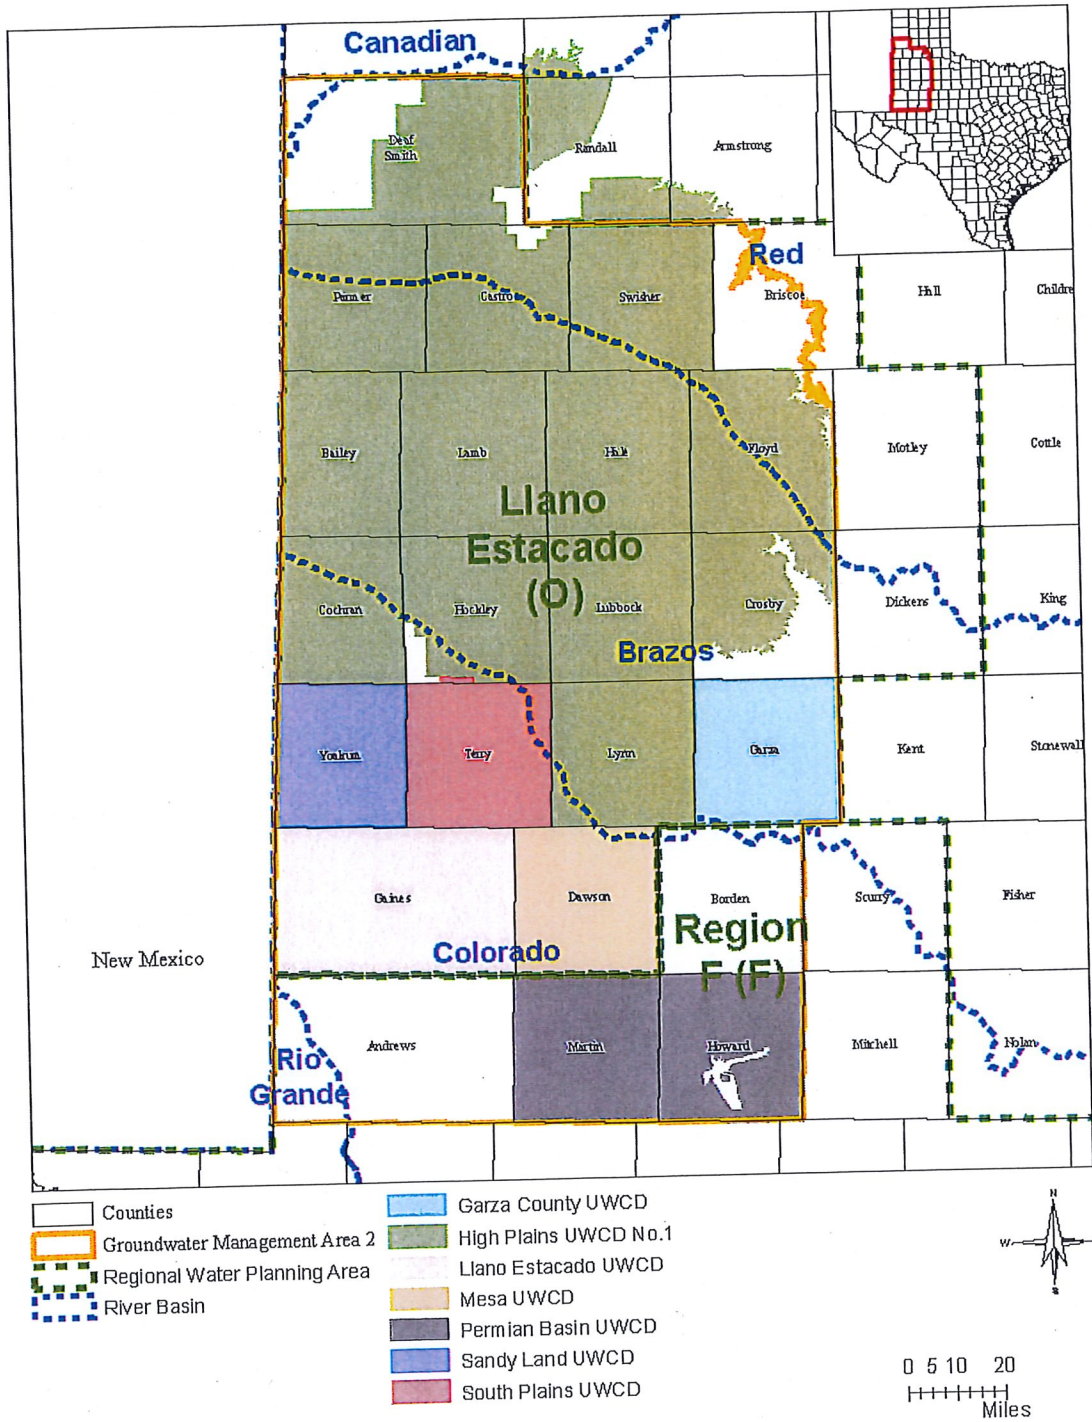 Canadian
Deaf
Smith
Randall
Armstrong
Red
Parmer
Castro
Swisher
Briscoe
Hall
Childre
Bailey
Lamb
Hale
Floyd
Motley
Cottle
Llano
Estacado
(O)
Cochran
Hockley
Lubbock
Crosby
Dickens
King
Brazos
Yoakum
Terry
Lynn
Garza
Kent
Stonewall
Gaines
Dawson
Borden
Scurry
Fisher
Region
F (F)
Colorado
New Mexico
Andrews
Martin
Howard
Mitchell
Nolan
Rio
Grande
Counties
Groundwater Management Area 2
Regional Water Planning Area
River Basin
Garza County UWCD
High Plains UWCD No.1
Llano Estacado UWCD
Mesa UWCD
Permian Basin UWCD
Sandy Land UWCD
South Plains UWCD
N
W
E
S
0 5 10 20
Miles